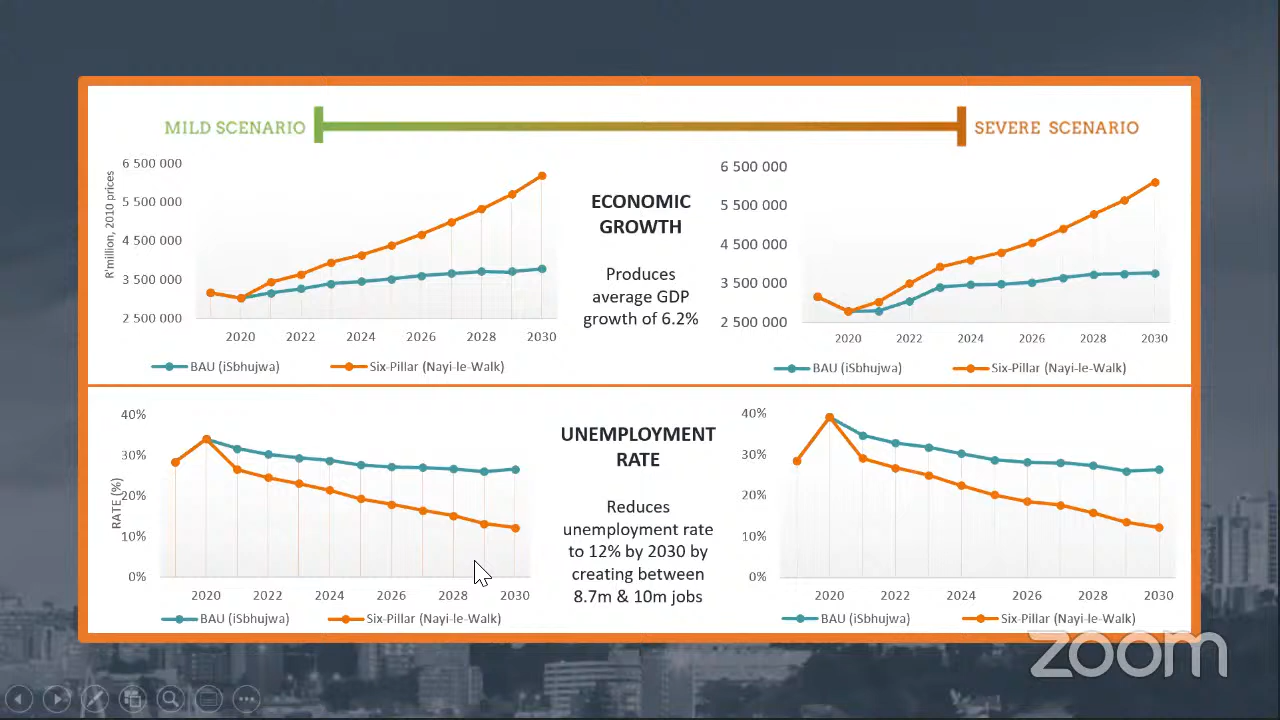 MILD SCENARIO
SEVERE SCENARIO
R'million, 2010 prices
6 500 000
5 500 000
4 500 000
3 500 000
2 500 000
2020 2022 2024 2026 2028 2030
BAU (iSbhujwa) Six-Pillar (Nayi-le-Walk)
ECONOMIC
GROWTH
Produces
average GDP
growth of 6.2%
6 500 000
5 500 000
4 500 000
3 500 000
2 500 000
2020 2022 2024 2026 2028 2030
BAU (iSbhujwa) Six-Pillar (Nayi-le-Walk)
RATE (%)
40%
30%
20%
10%
0%
2020 2022 2024 2026 2028 2030
BAU (iSbhujwa) Six-Pillar (Nayi-le-Walk)
UNEMPLOYMENT
RATE
Reduces
unemployment rate
to 12% by 2030 by
creating between
8.7m & 10m jobs
40%
30%
20%
10%
0%
2020 2022 2024 2026 2028 2030
BAU (iSbhujwa) Six-Pillar (Nayi-le-Walk)
zoom